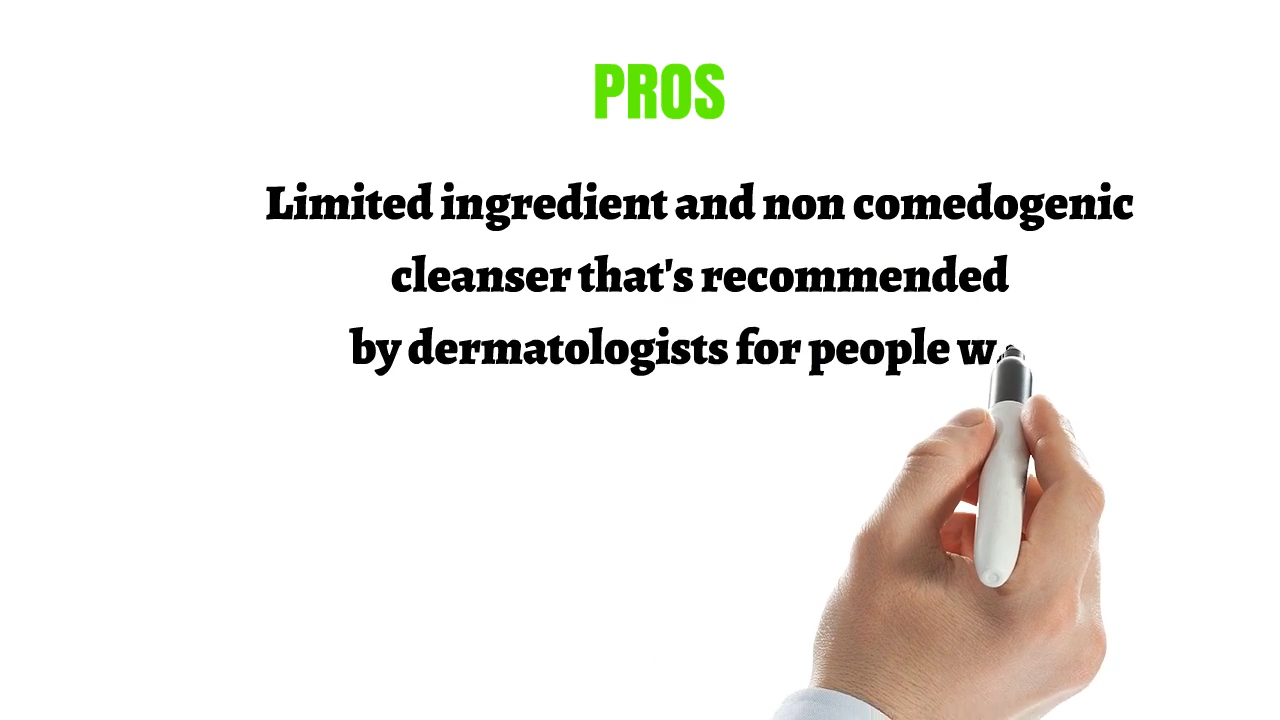 PROS
Limited ingredient and non comedogenic
cleanser that's recommended
by dermatologists for people